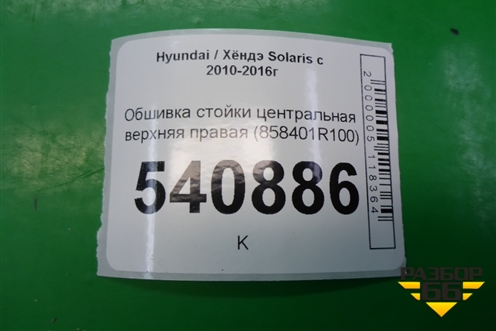 Hyundai / Хёндэ Solaris с
2010-2016г
Обшивка стойки центральная
верхняя правая (858401R100)
540886
К
2000005118364
РАЗБОР
66